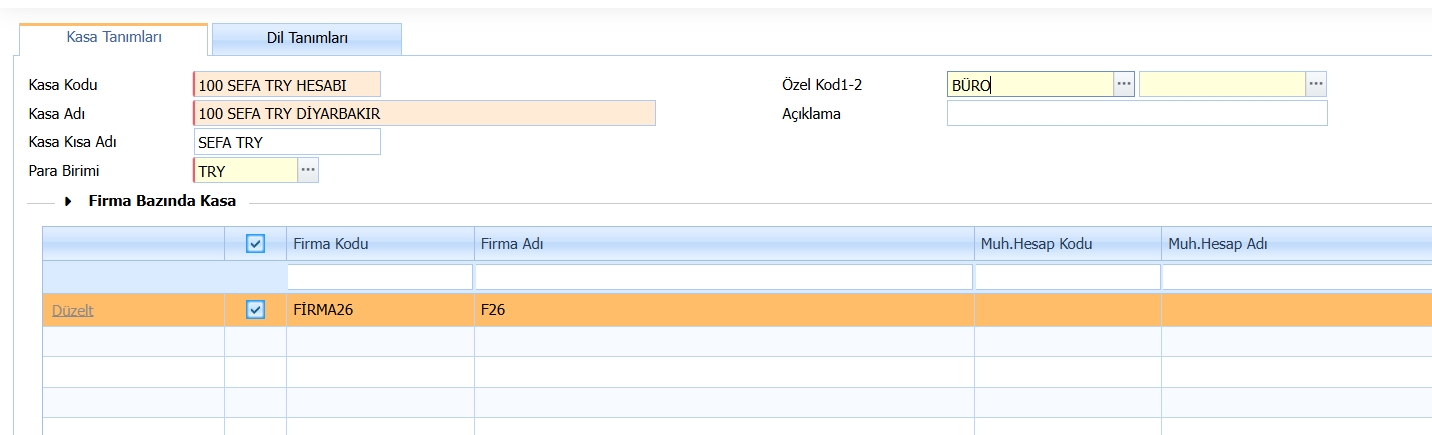 Kasa Tanımları Dil Tanımları
Kasa Kodu 100 SEFA TRY HESABI Özel Kod1-2 BÜRO ... ...
Kasa Adı 100 SEFA TRY DİYARBAKIR Açıklama
Kasa Kısa Adı SEFA TRY
Para Birimi TRY ...
Firma Bazında Kasa
Firma Kodu Firma Adı Muh.Hesap Kodu Muh.Hesap Adı
Düzelt FİRMA26 F26